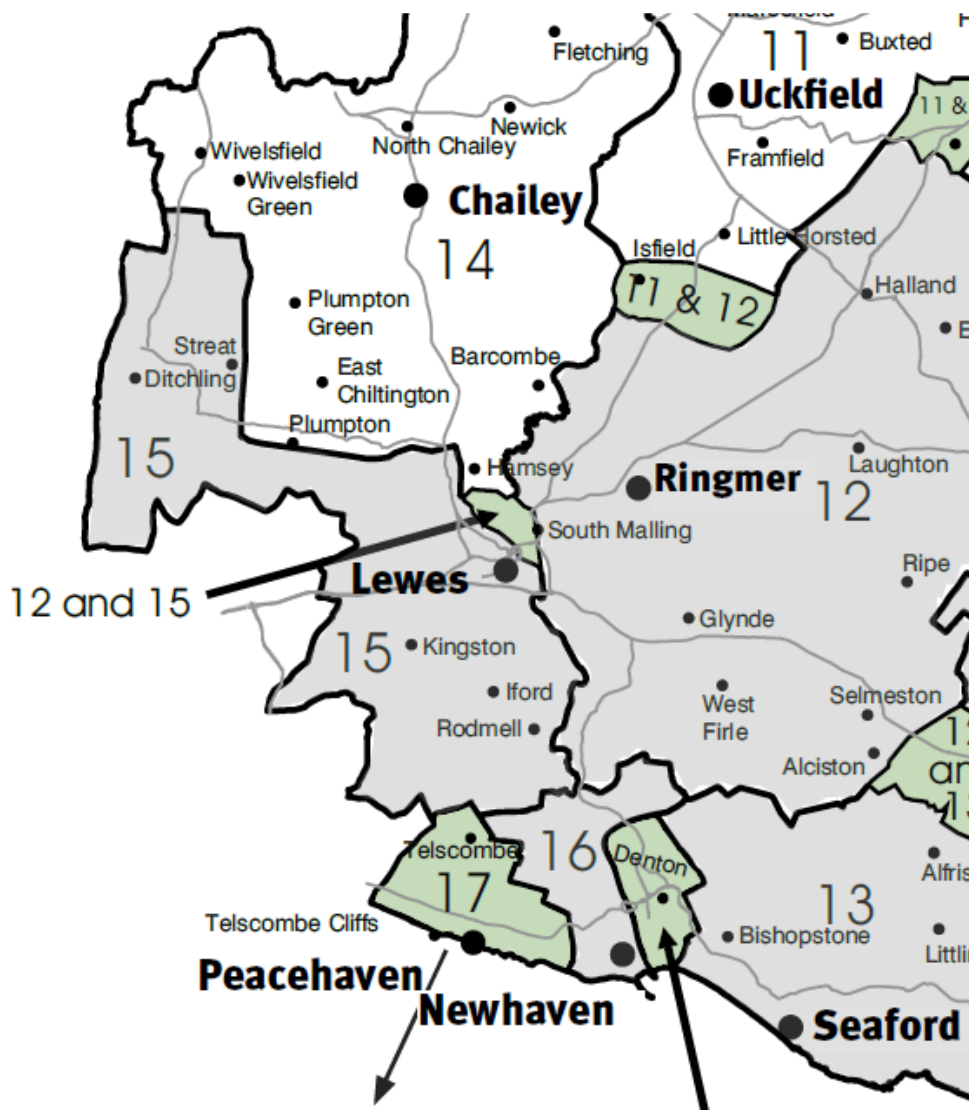 Fletching
11
Buxted
Uckfield
11 &
Newick
North Chailey
Framfield
Wivelsfield
Wivelsfield
Green
Chailey
14
Isfield
Little Horsted
11 & 12
Halland
Plumpton
Green
Streat
Ditchling
East
Chiltington
Barcombe
Plumpton
15
Hamsey
Ringmer
12
Laughton
South Malling
12 and 15
Lewes
Ripe
Glynde
15
Kingston
Iford
Rodmell
West
Firle
Selmeston
Alciston
16
Telscombe
17
Denton
13
Telscombe Cliffs
Bishopstone
Peacehaven
Newhaven
Seaford